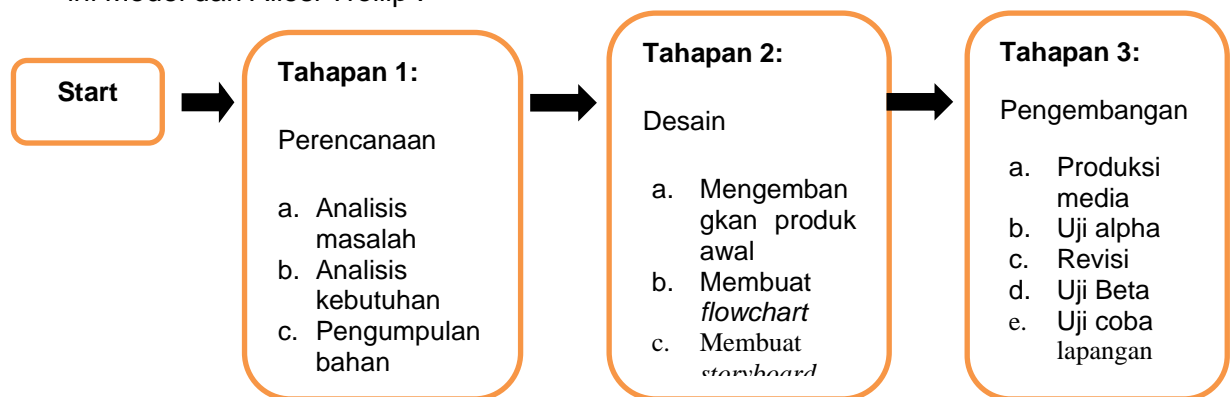 Start
Tahapan 1:
Perencanaan
a. Analisis
masalah
b. Analisis
kebutuhan
c. Pengumpulan
bahan
Tahapan 2:
Desain
a. Mengemban
gkan produk
awal
b. Membuat
flowchart
c. Membuat
storyboard
Tahapan 3:
Pengembangan
a. Produksi
media
b. Uji alpha
c. Revisi
d. Uji Beta
e. Uji coba
lapangan